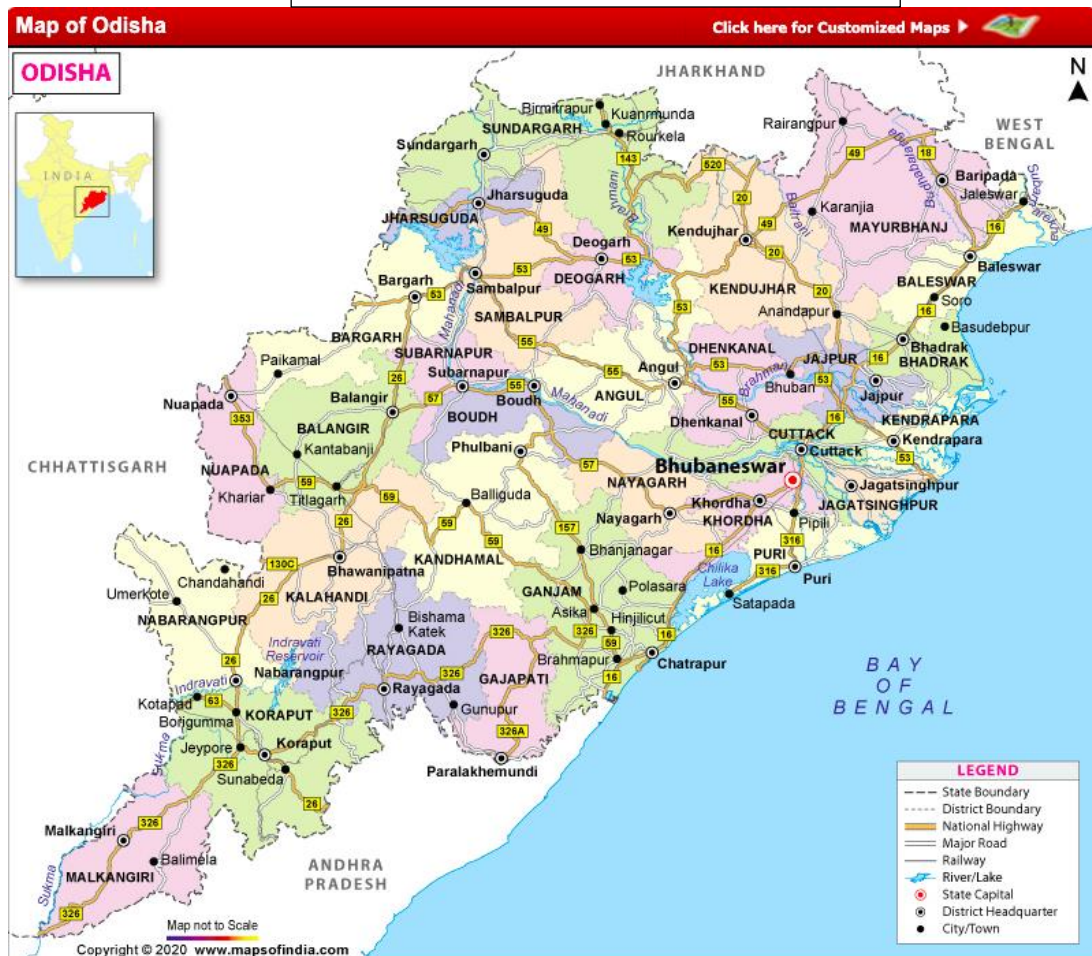 Map of Odisha
Click here for Customized Maps
ODISHA
INDIA
N
JHARKHAND
WEST
BENGAL
Birmitrapur
Kuanrmunda
SUNDARGARH
Rourkela
Rairangpur
Sundargarh
143
520
49
18
Budhabalanga
Baripada
Jaleswar
Jharsuguda
JHARSUGUDA
Brahmani
20
Baitrani
Karanjia
MAYURBHANJ
16
49
49
Deogarh
Kendujhar
20
Baleswar
53
53
53
Sambalpur
DEOGARH
KENDUJHAR
BALESWAR
Bargarh
53
20
Soro
Mahanadi
SAMBALPUR
53
Anandapur
16
Basudebpur
BARGARH
SUBARNAPUR
55
DHENKANAL
JAJPUR
16
Bhadrak
BHADRAK
Paikamal
26
Subarnapur
55
Boudh
55
Angul
53
Brahmani
Bhuban
53
Jajpur
Nuapada
Balangir
57
Mahanadi
ANGUL
55
353
BALANGIR
BOUDH
Dhenkanal
16
KENDRAPARA
Kantabanji
Phulbani
CUTTACK
Cuttack
Kendrapara
53
CHHATTISGARH
NUAPADA
57
Bhubaneswar
59
Khariar
Titlagarh
59
Balliguda
NAYAGARH
Khordha
Jagatsinghpur
JAGATSINGHPUR
26
59
157
Nayagarh
KHORDHA
Pipili
59
KANDHAMAL
Bhanjanagar
16
316
PURI
130C
Bhawanipatna
Chilika
Lake
316
Puri
Chandahandi
Umerkote
26
KALAHANDI
GANJAM
Polasara
Satapada
NABARANGPUR
Asika
Hinjilicut
Bishama
Katek
326
326
16
Indravati
Reservoir
RAYAGADA
59
26
Nabarangpur
326
GAJAPATI
Brahmapur
Chatrapur
16
BAY
OF
BENGAL
Indravati
Rayagada
Kotapad
63
KORAPUT
326
Gunupur
Borigumma
326A
Jeypore
Koraput
Sukma
326
Sunabeda
Paralakhemundi
26
LEGEND
State Boundary
District Boundary
National Highway
Major Road
Railway
River/Lake
State Capital
District Headquarter
City/Town
326
Malkangiri
Balimela
ANDHRA
PRADESH
MALKANGIRI
Sukma
326
Map not to Scale
Copyright © 2020 www.mapsofindia.com